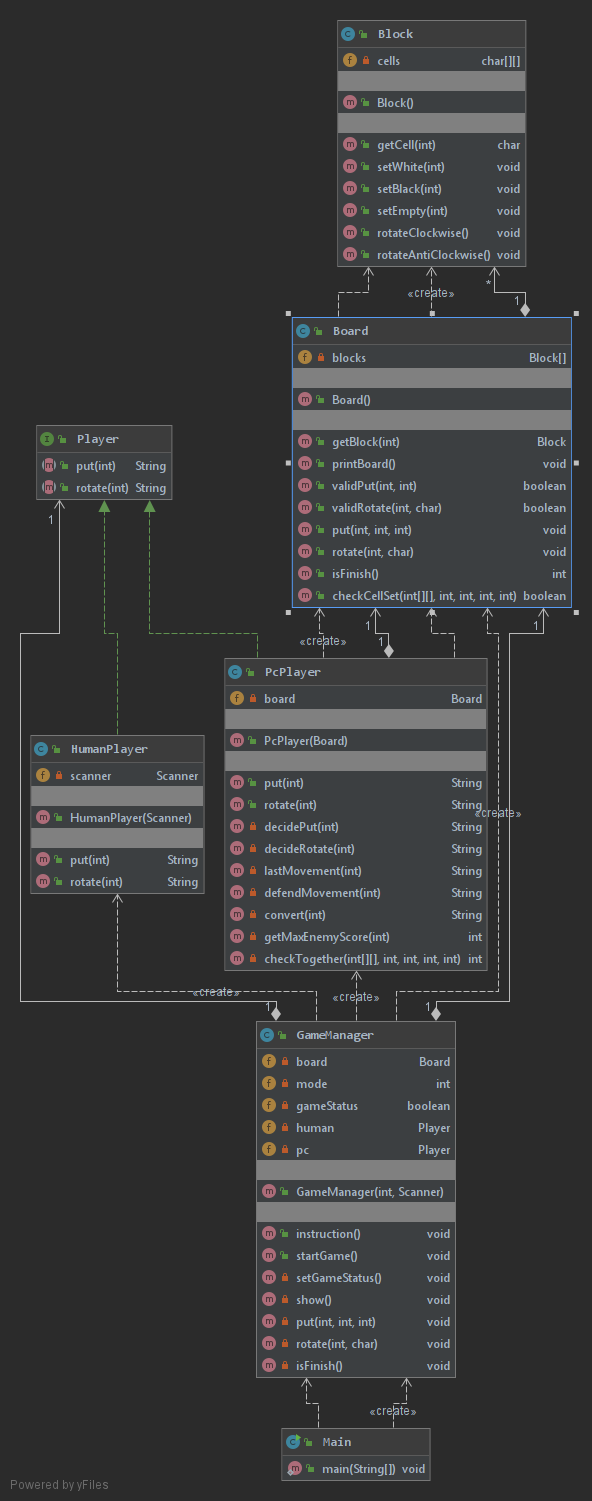 Block
cells char[][]
Block()
getCell(int) char
setWhite(int) void
setBlack(int) void
setEmpty(int) void
rotateClockwise() void
rotateAntiClockwise() void
«create»
*
1
Board
blocks Block[]
Board()
getBlock(int) Block
printBoard() void
validPut(int, int) boolean
validRotate(int, char) boolean
put(int, int, int) void
rotate(int, char) void
isFinish() int
checkCellSet(int[][], int, int, int, int) boolean
Player
put(int) String
rotate(int) String
1
«create»
1
1
1
PcPlayer
board Board
PcPlayer(Board)
put(int) String
rotate(int) String
decidePut(int) String
decideRotate(int) String
lastMovement(int) String
defendMovement(int) String
convert(int) String
getMaxEnemyScore(int) int
checkTogether(int[][], int, int, int, int) int
«create»
HumanPlayer
scanner Scanner
HumanPlayer(Scanner)
put(int) String
rotate(int) String
«create»
«create»
1
1
GameManager
board Board
mode int
gameStatus boolean
human Player
pc Player
GameManager(int, Scanner)
instruction() void
startGame() void
setGameStatus() void
show() void
put(int, int, int) void
rotate(int, char) void
isFinish() void
«create»
Main
main(String[]) void
Powered by yFiles